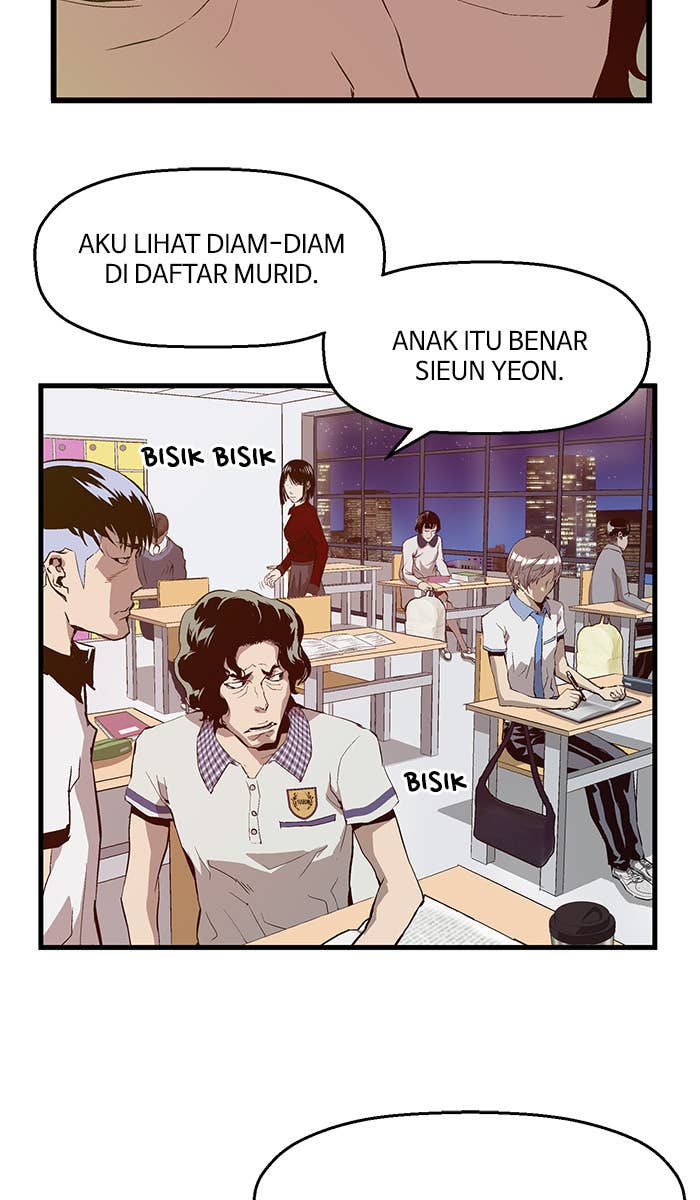 AKU LIHAT DIAM-DIAM
DI DAFTAR MURID.
ANAK ITU BENAR
SIEUN YEON.
BISIK BISIK
BISIK